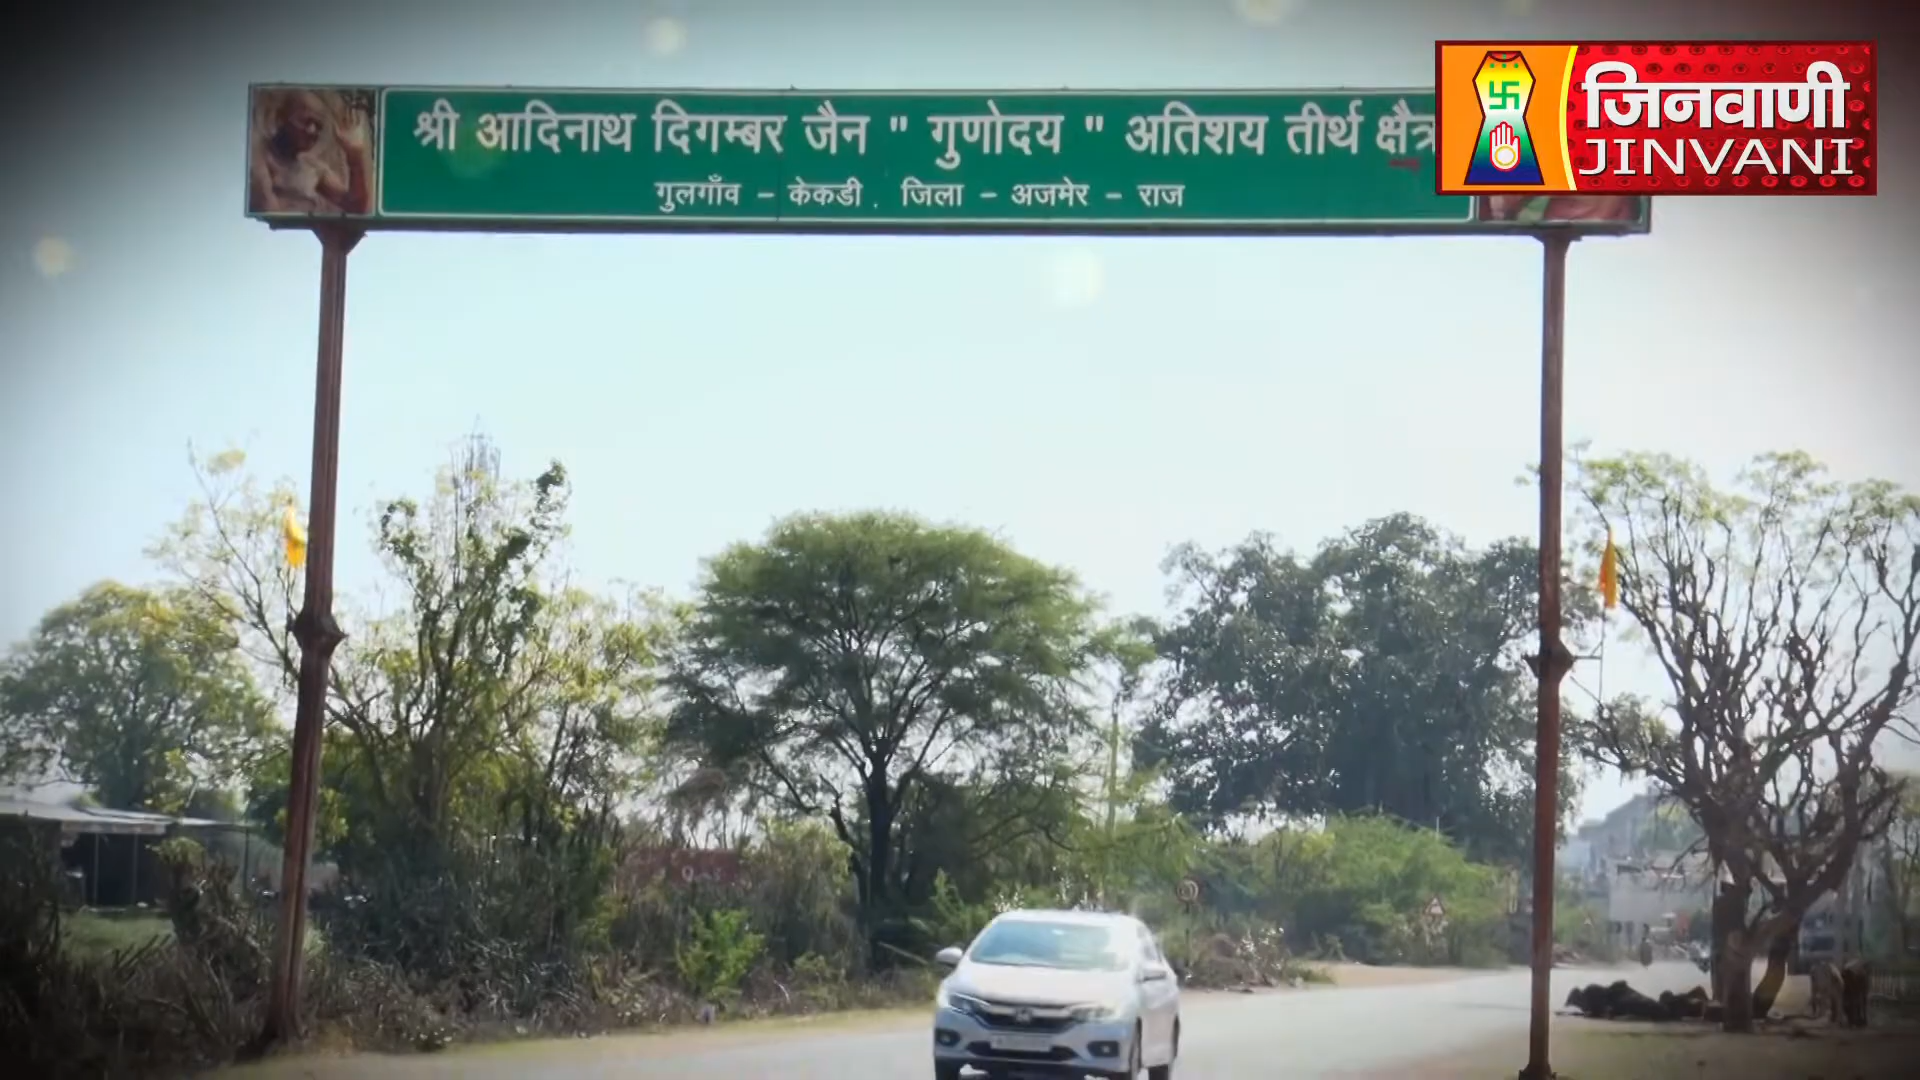 श्री आदिनाथ दिगम्बर जैन " गुणोदय " अतिशय तीर्थ क्षैत्र
गुलगाँव - केकडी . जिला - अजमेर - राज
जिनवाणी
JINVANI